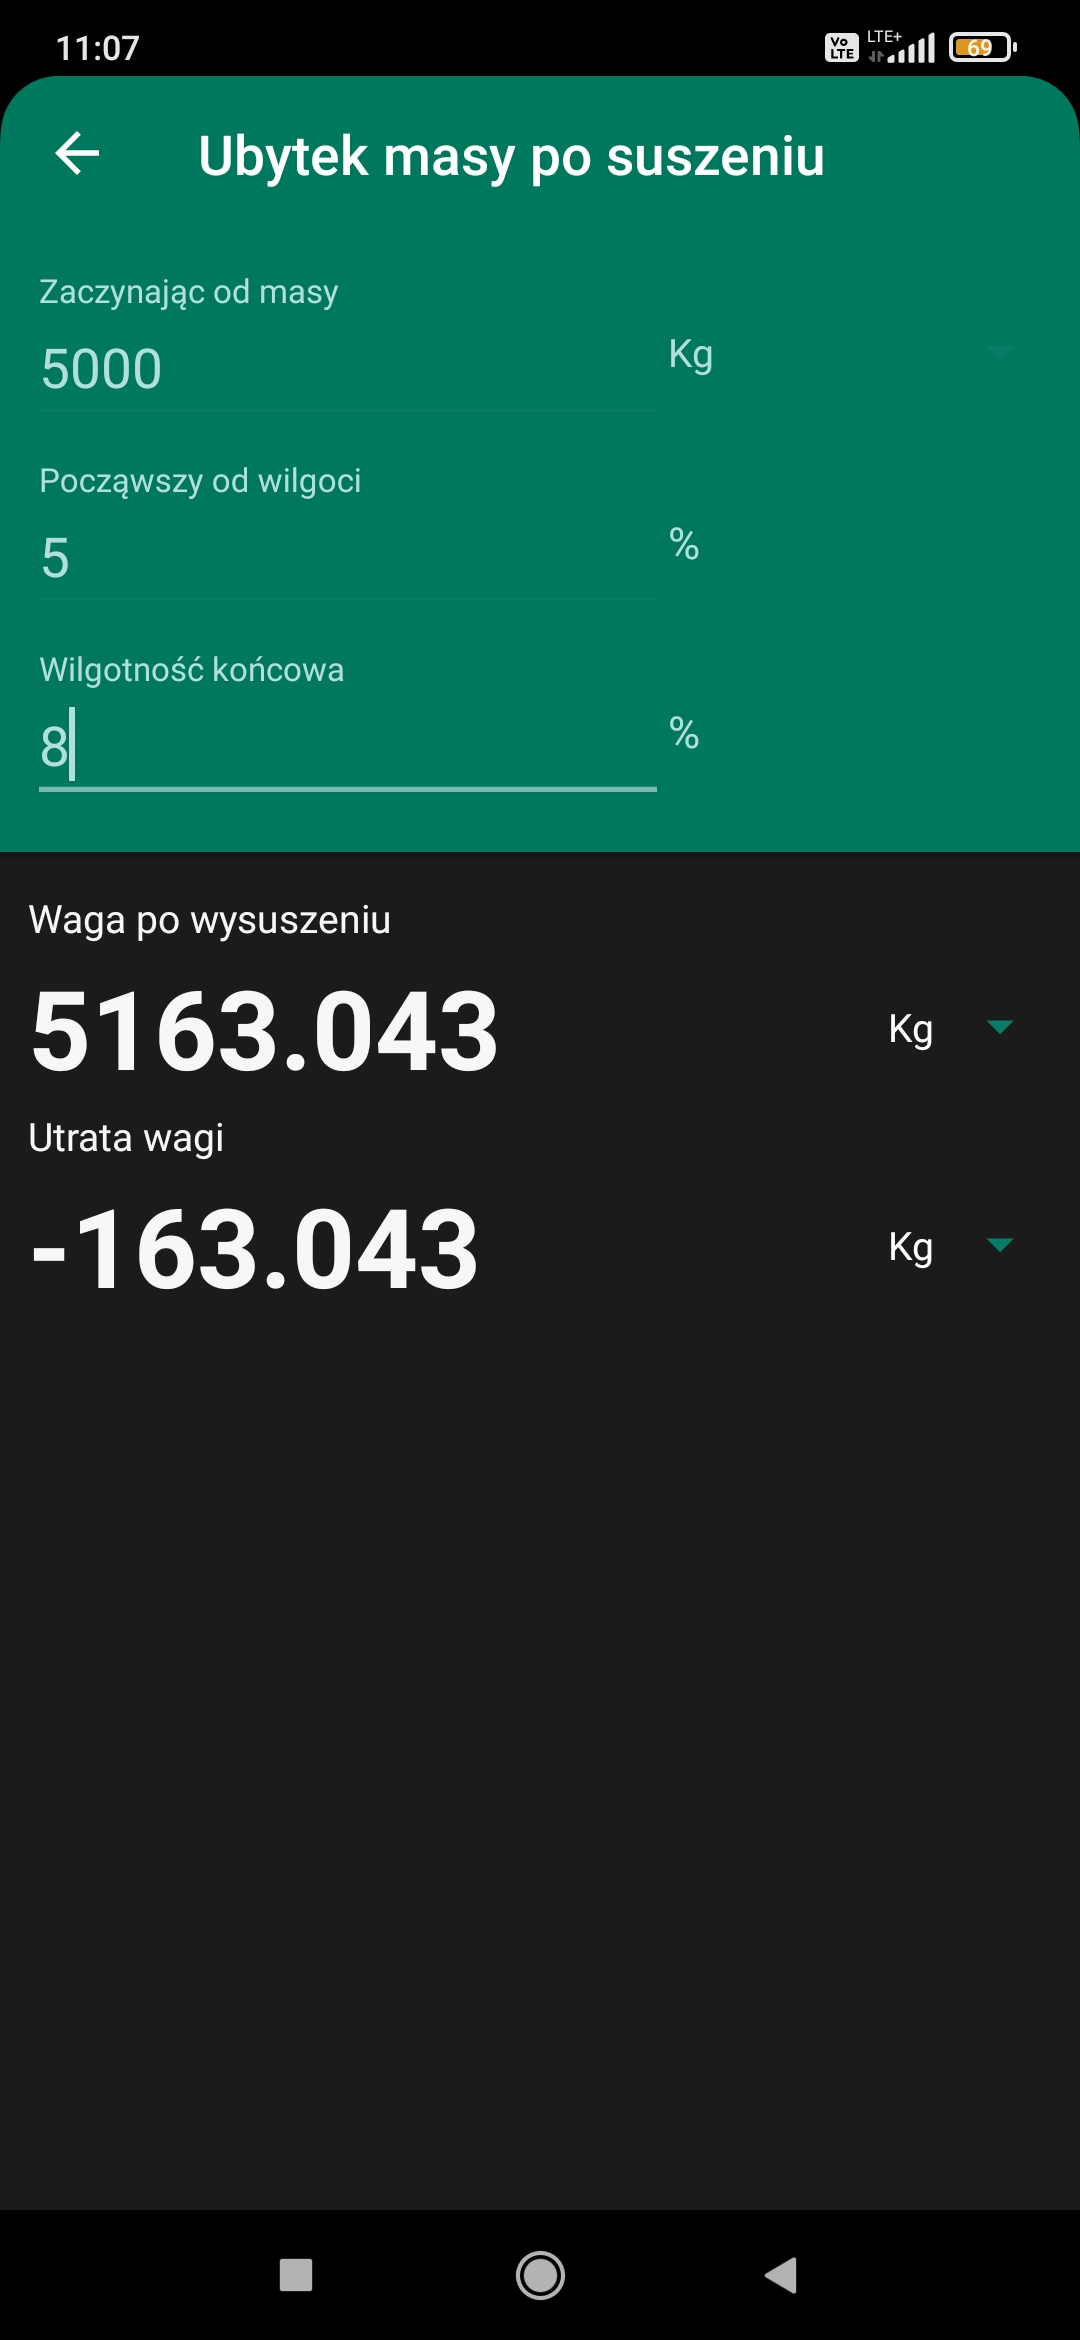 11:07
Vo LTE
LTE+
69
Ubytek masy po suszeniu
Zaczynając od masy
5000 Kg
Począwszy od wilgoci
5 %
Wilgotność końcowa
8 %
Waga po wysuszeniu
5163.043 Kg
Utrata wagi
-163.043 Kg